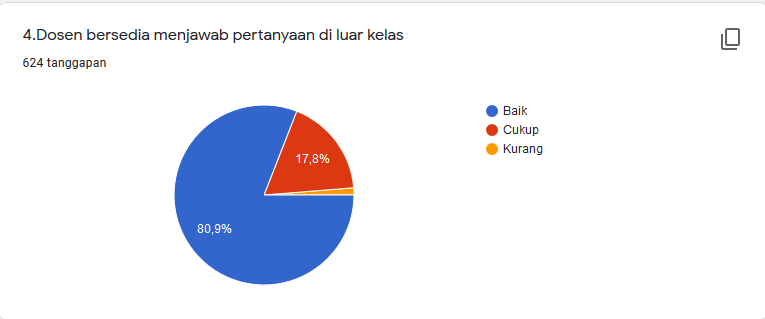 4.Dosen bersedia menjawab pertanyaan di luar kelas
624 tanggapan
Baik
Cukup
Kurang
17,8%
80,9%